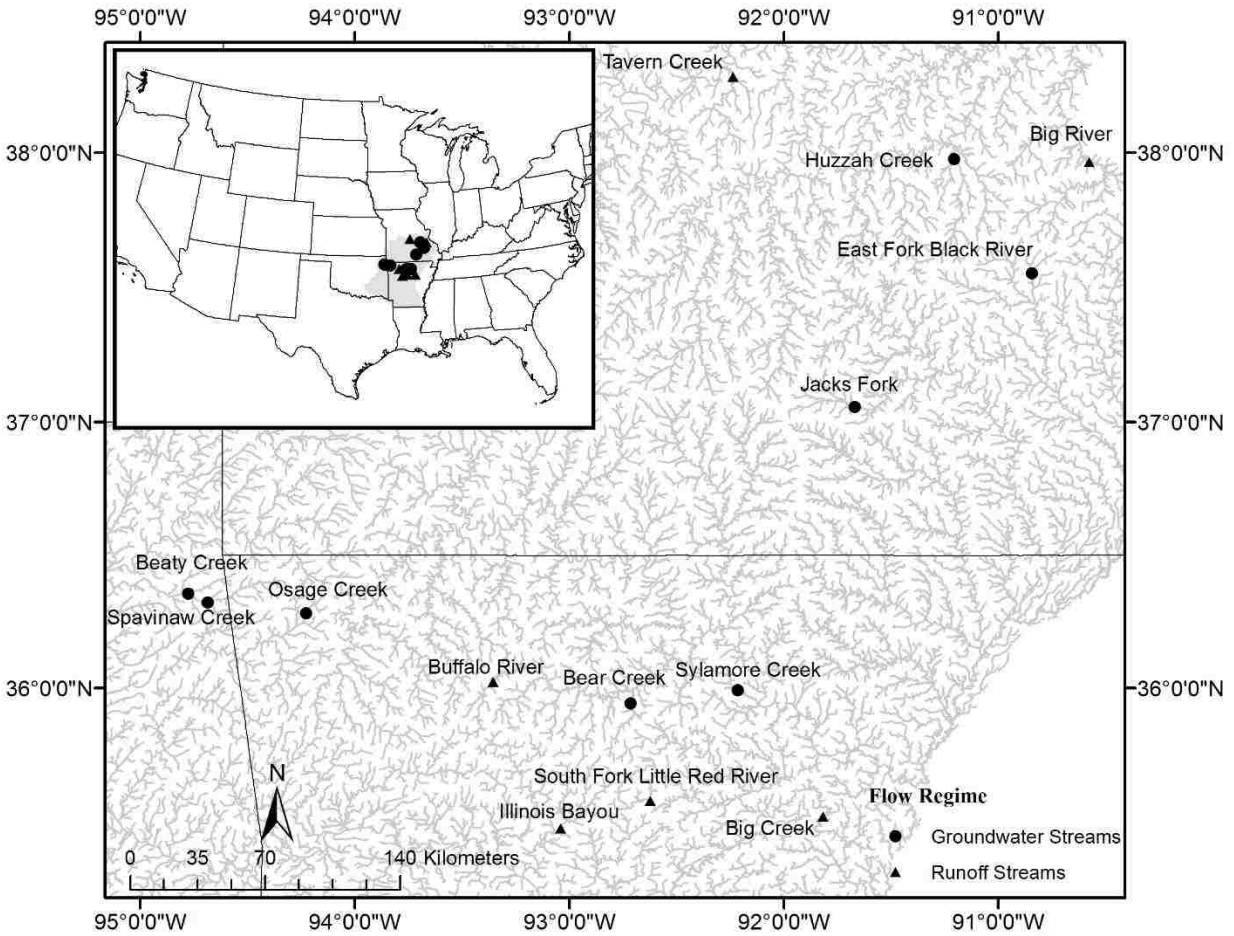 95°0'0"W 94°0'0"W 93°0'0"W 92°0'0"W 91°0'0"W
Tavern Creek
Big River
38°0'0"N 38°0'0"N
Huzzah Creek
East Fork Black River
Jacks Fork
37°0'0"N 37°0'0"N
Beaty Creek
Osage Creek
Spavinaw Creek
Buffalo River
Bear Creek
Sylamore Creek
36°0'0"N 36°0'0"N
N
South Fork Little Red River
Illinois Bayou
Big Creek
Flow Regime
Groundwater Streams
Runoff Streams
0 35 70 140 Kilometers
95°0'0"W 94°0'0"W 93°0'0"W 92°0'0"W 91°0'0"W